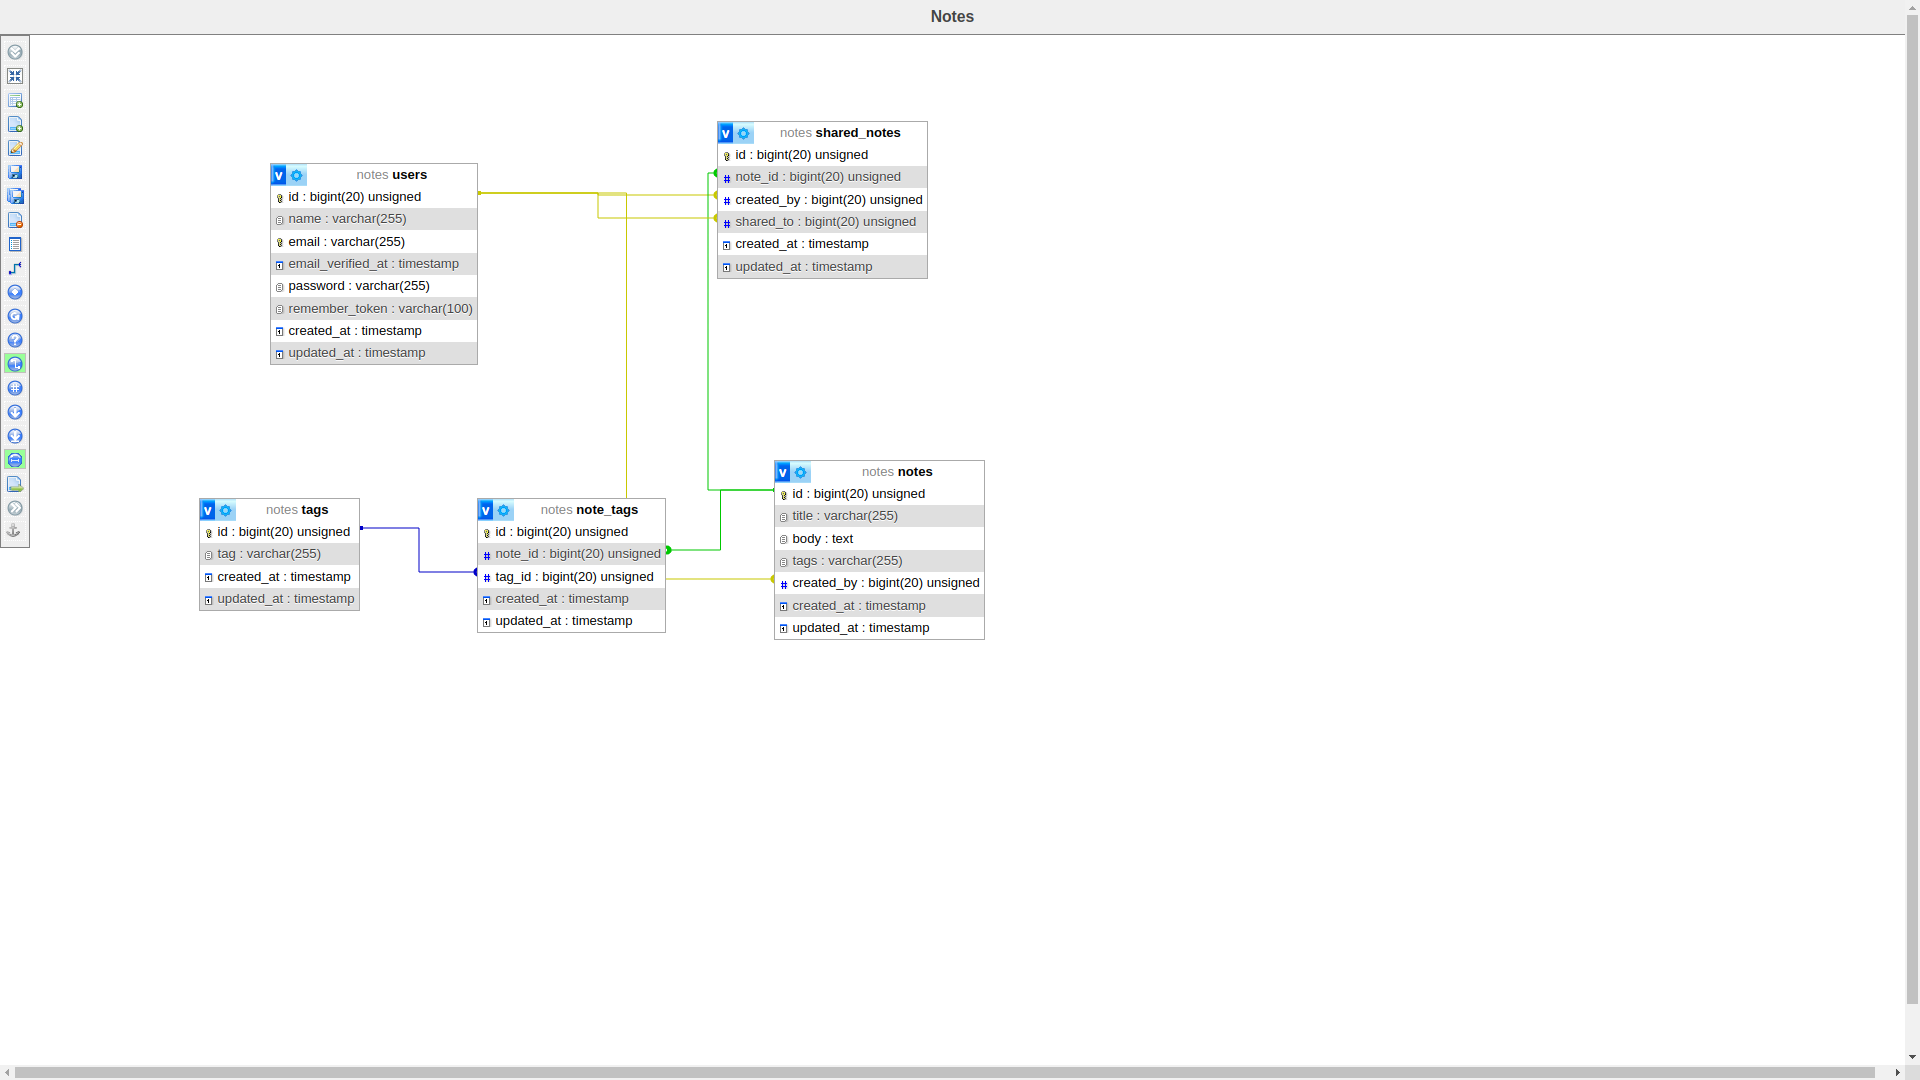 Notes
v notes shared_notes
id : bigint(20) unsigned
# note_id : bigint(20) unsigned
# created_by : bigint(20) unsigned
# shared_to : bigint(20) unsigned
created_at : timestamp
updated_at : timestamp
v notes users
id : bigint(20) unsigned
name : varchar(255)
email : varchar(255)
email_verified_at : timestamp
password : varchar(255)
remember_token : varchar(100)
created_at : timestamp
updated_at : timestamp
v notes notes
id : bigint(20) unsigned
title : varchar(255)
body : text
tags : varchar(255)
# created_by : bigint(20) unsigned
created_at : timestamp
updated_at : timestamp
v notes tags
id : bigint(20) unsigned
tag : varchar(255)
created_at : timestamp
updated_at : timestamp
v notes note_tags
id : bigint(20) unsigned
# note_id : bigint(20) unsigned
# tag_id : bigint(20) unsigned
created_at : timestamp
updated_at : timestamp